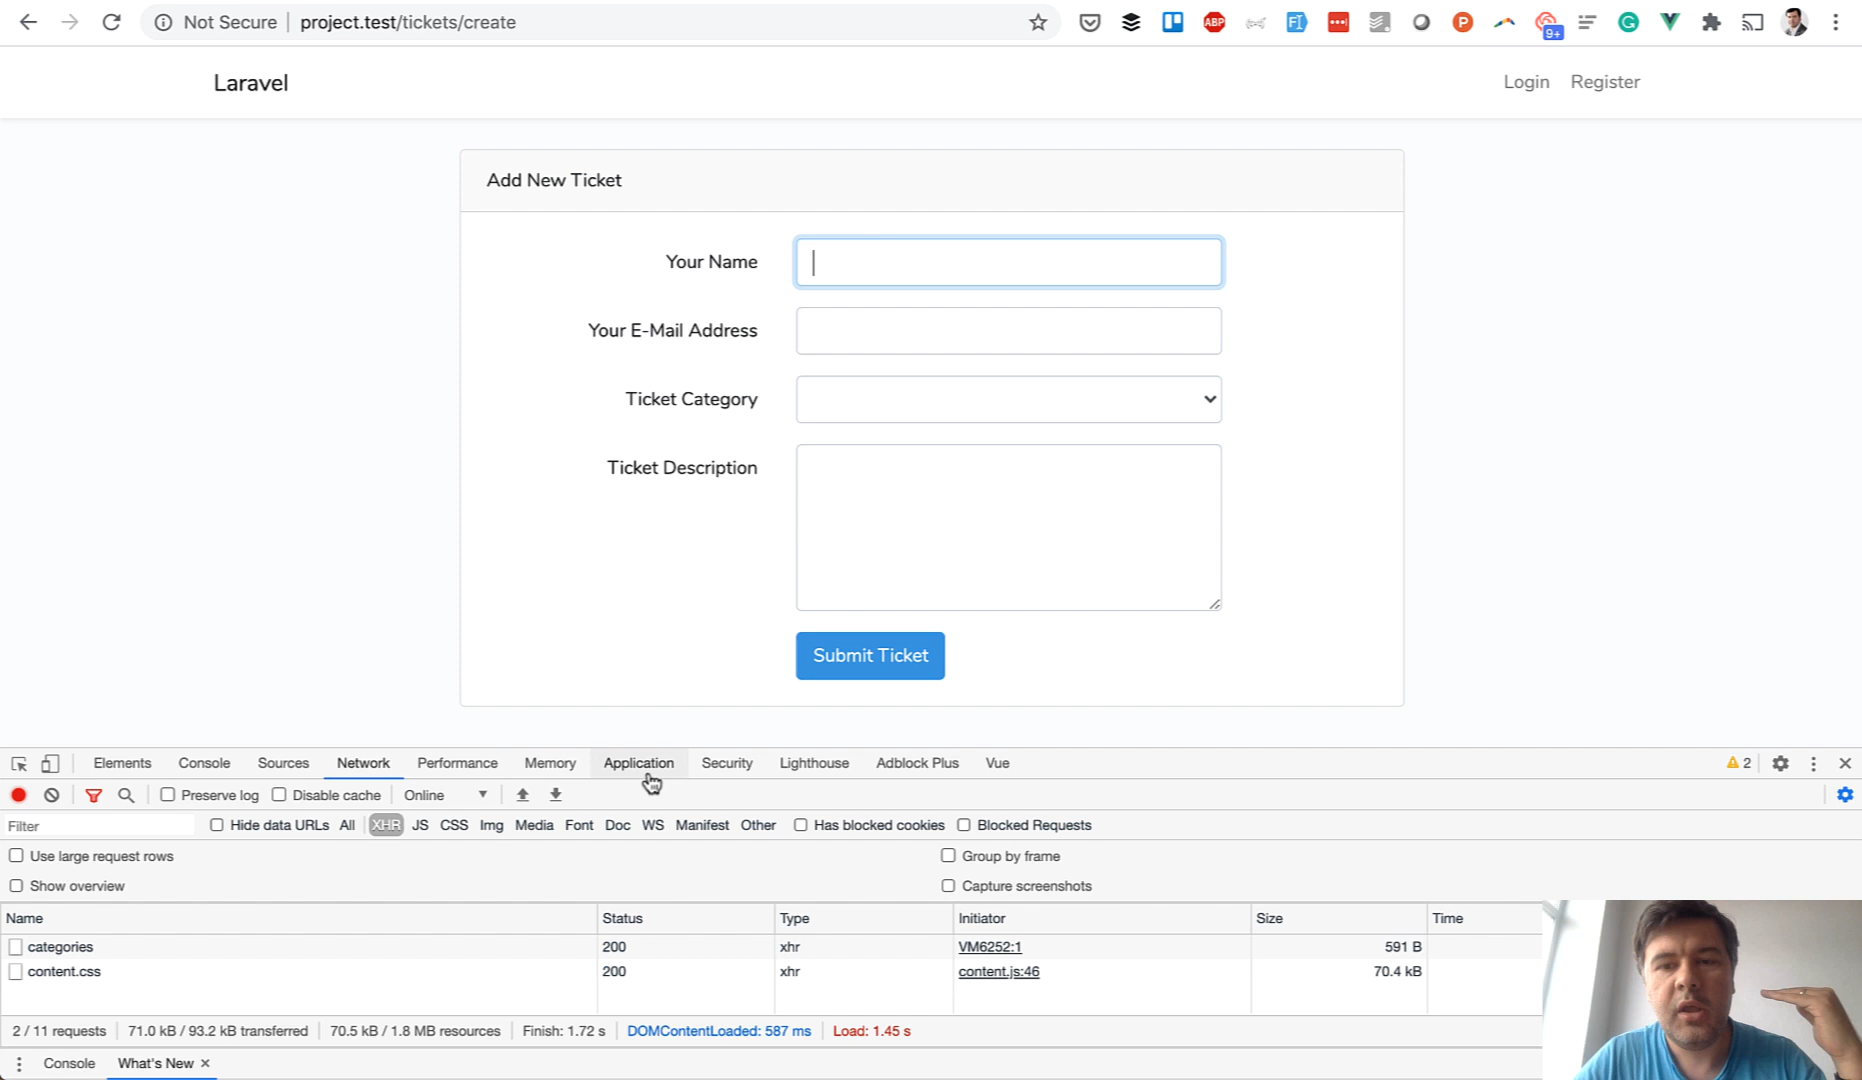 Not Secure
project.test/tickets/create
ABP
9+
P
G
Laravel
Login
Register
Add New Ticket
Your Name
Your E-Mail Address
Ticket Category
Ticket Description
Submit Ticket
Elements
Console
Sources
Network
Performance
Memory
Application
Security
Lighthouse
Adblock Plus
Vue
2
Preserve log
Disable cache
Online
Filter
Hide data URLs
All
XHR
JS
CSS
Img
Media
Font
Doc
WS
Manifest
Other
Has blocked cookies
Blocked Requests
Use large request rows
Group by frame
Show overview
Capture screenshots
Name
Status
Type
Initiator
Size
Time
categories
200
xhr
VM6252:1
591 B
content.css
200
xhr
content.js:46
70.4 kB
2 / 11 requests
71.0 kB / 93.2 kB transferred
70.5 kB / 1.8 MB resources
Finish: 1.72 s
DOMContentLoaded: 587 ms
Load: 1.45 s
Console
What's New